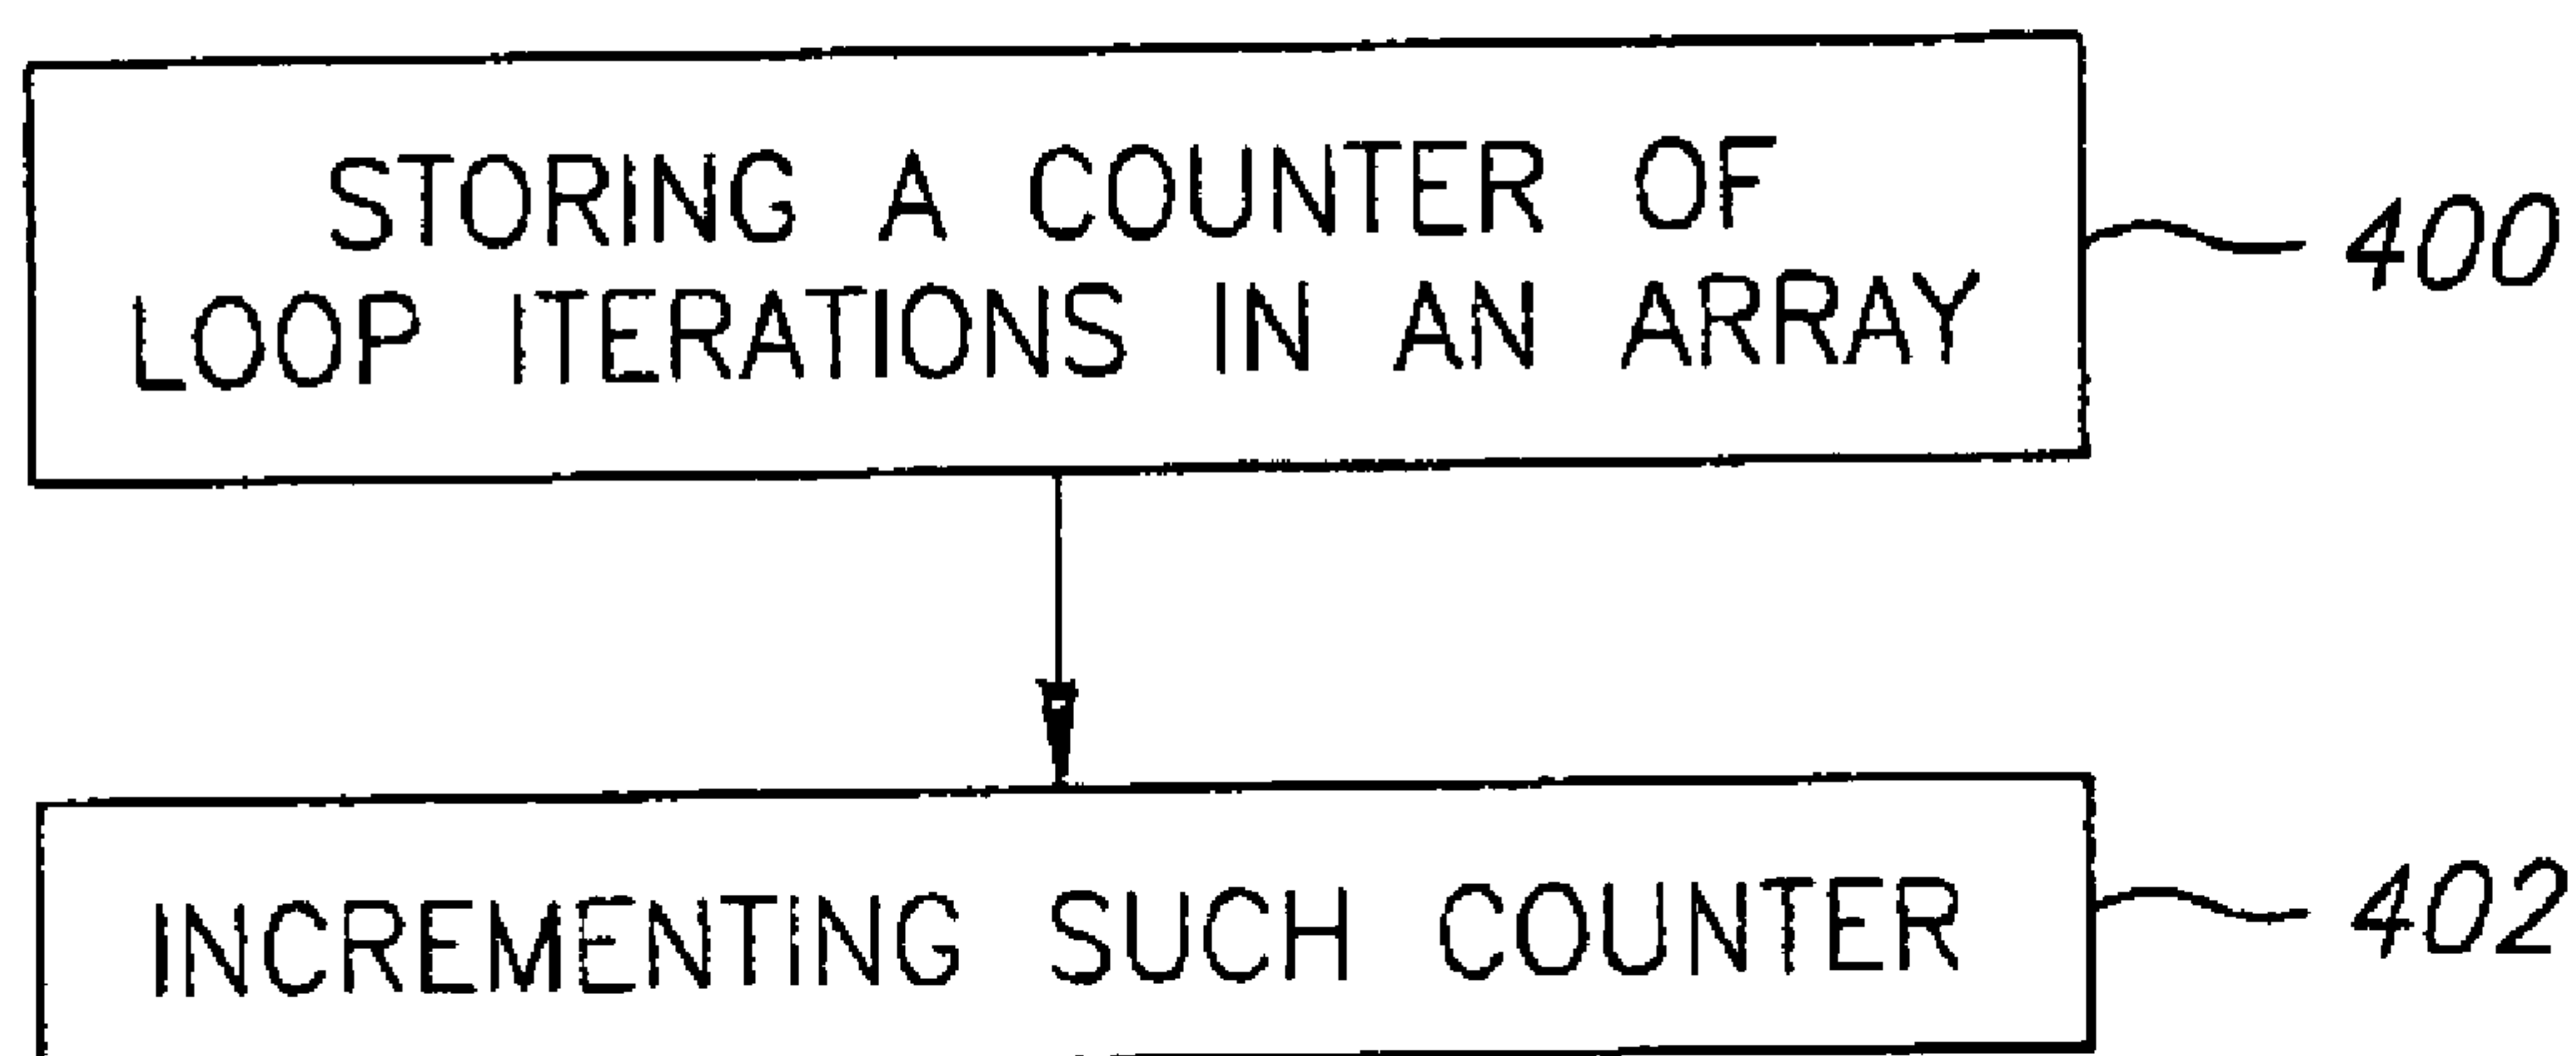 STORING A COUNTER OF
LOOP ITERATIONS IN AN ARRAY
400
INCREMENTING SUCH COUNTER
402